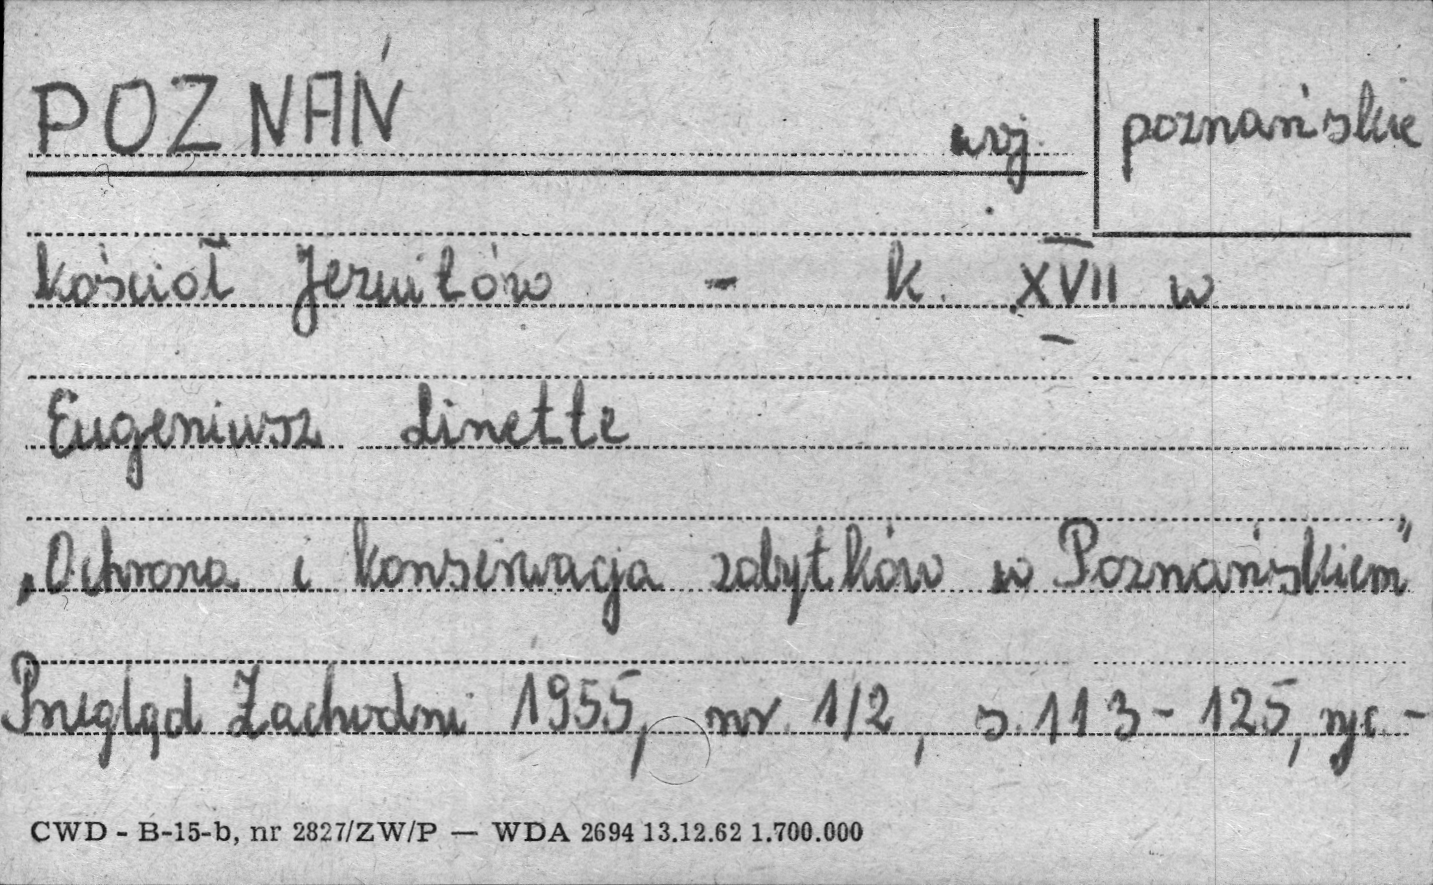 POZNAŃ woj. poznańskie
kościół Jezuitów - k. XVII w
Eugeniusz Linette
„Ochrona i konserwacja zabytków w Poznańskiem"
Przegląd Zachodni 1955, nr. 1/2, s. 113-125, ryc.-
CWD - B-15-b, nr 2827/ZW/P — WDA 2694 13.12.62 1.700.000